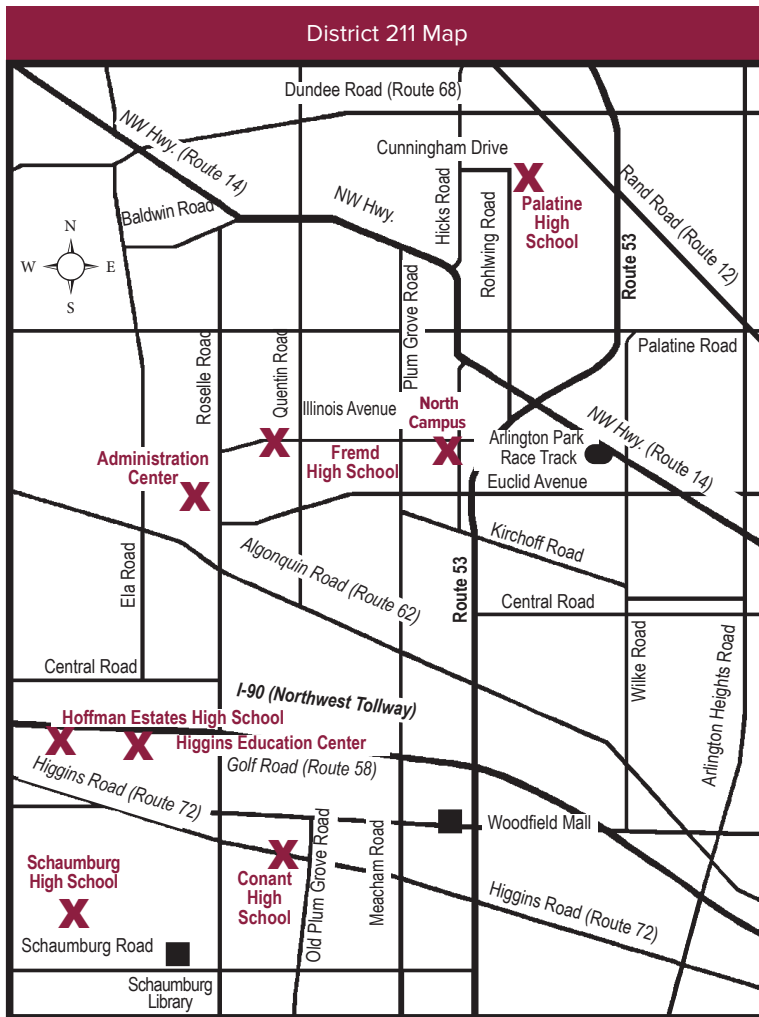 District 211 Map
Dundee Road (Route 68)
NW Hwy. (Route 14)
Cunningham Drive
Palatine
High
School
Rand Road (Route 12)
Baldwin Road
NW Hwy.
Hicks Road
Rohlwing Road
Route 53
N
W
E
S
Plum Grove Road
Roselle Road
Quentin Road
Palatine Road
Illinois Avenue
North
Campus
NW Hwy. (Route 14)
Fremd
High School
Arlington Park
Race Track
Administration
Center
Euclid Avenue
Kirchoff Road
Ela Road
Algonquin Road (Route 62)
Route 53
Central Road
Wilke Road
Arlington Heights Road
Central Road
I-90 (Northwest Tollway)
Hoffman Estates High School
Higgins Education Center
Golf Road (Route 58)
Higgins Road (Route 72)
Old Plum Grove Road
Meacham Road
Woodfield Mall
Schaumburg
High School
Conant
High
School
Higgins Road (Route 72)
Schaumburg Road
Schaumburg
Library